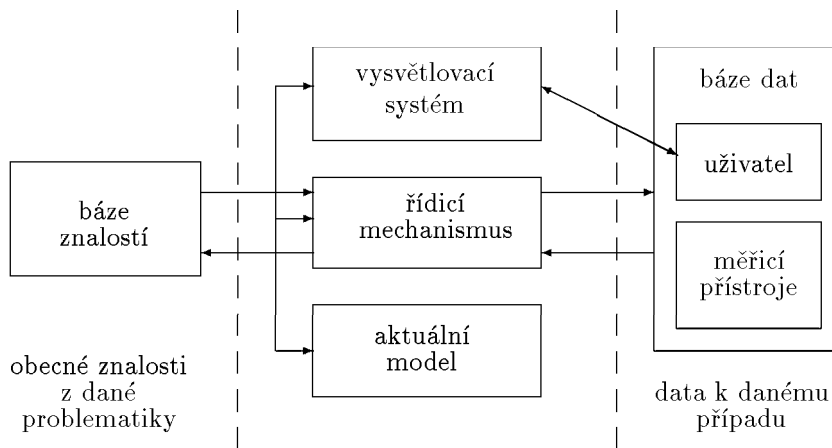 báze
znalostí
obecné znalosti
z dané
problematiky
vysvětlovací
systém
řídicí
mechanismus
aktuální
model
báze dat
uživatel
měřicí
přístroje
data k danému
případu